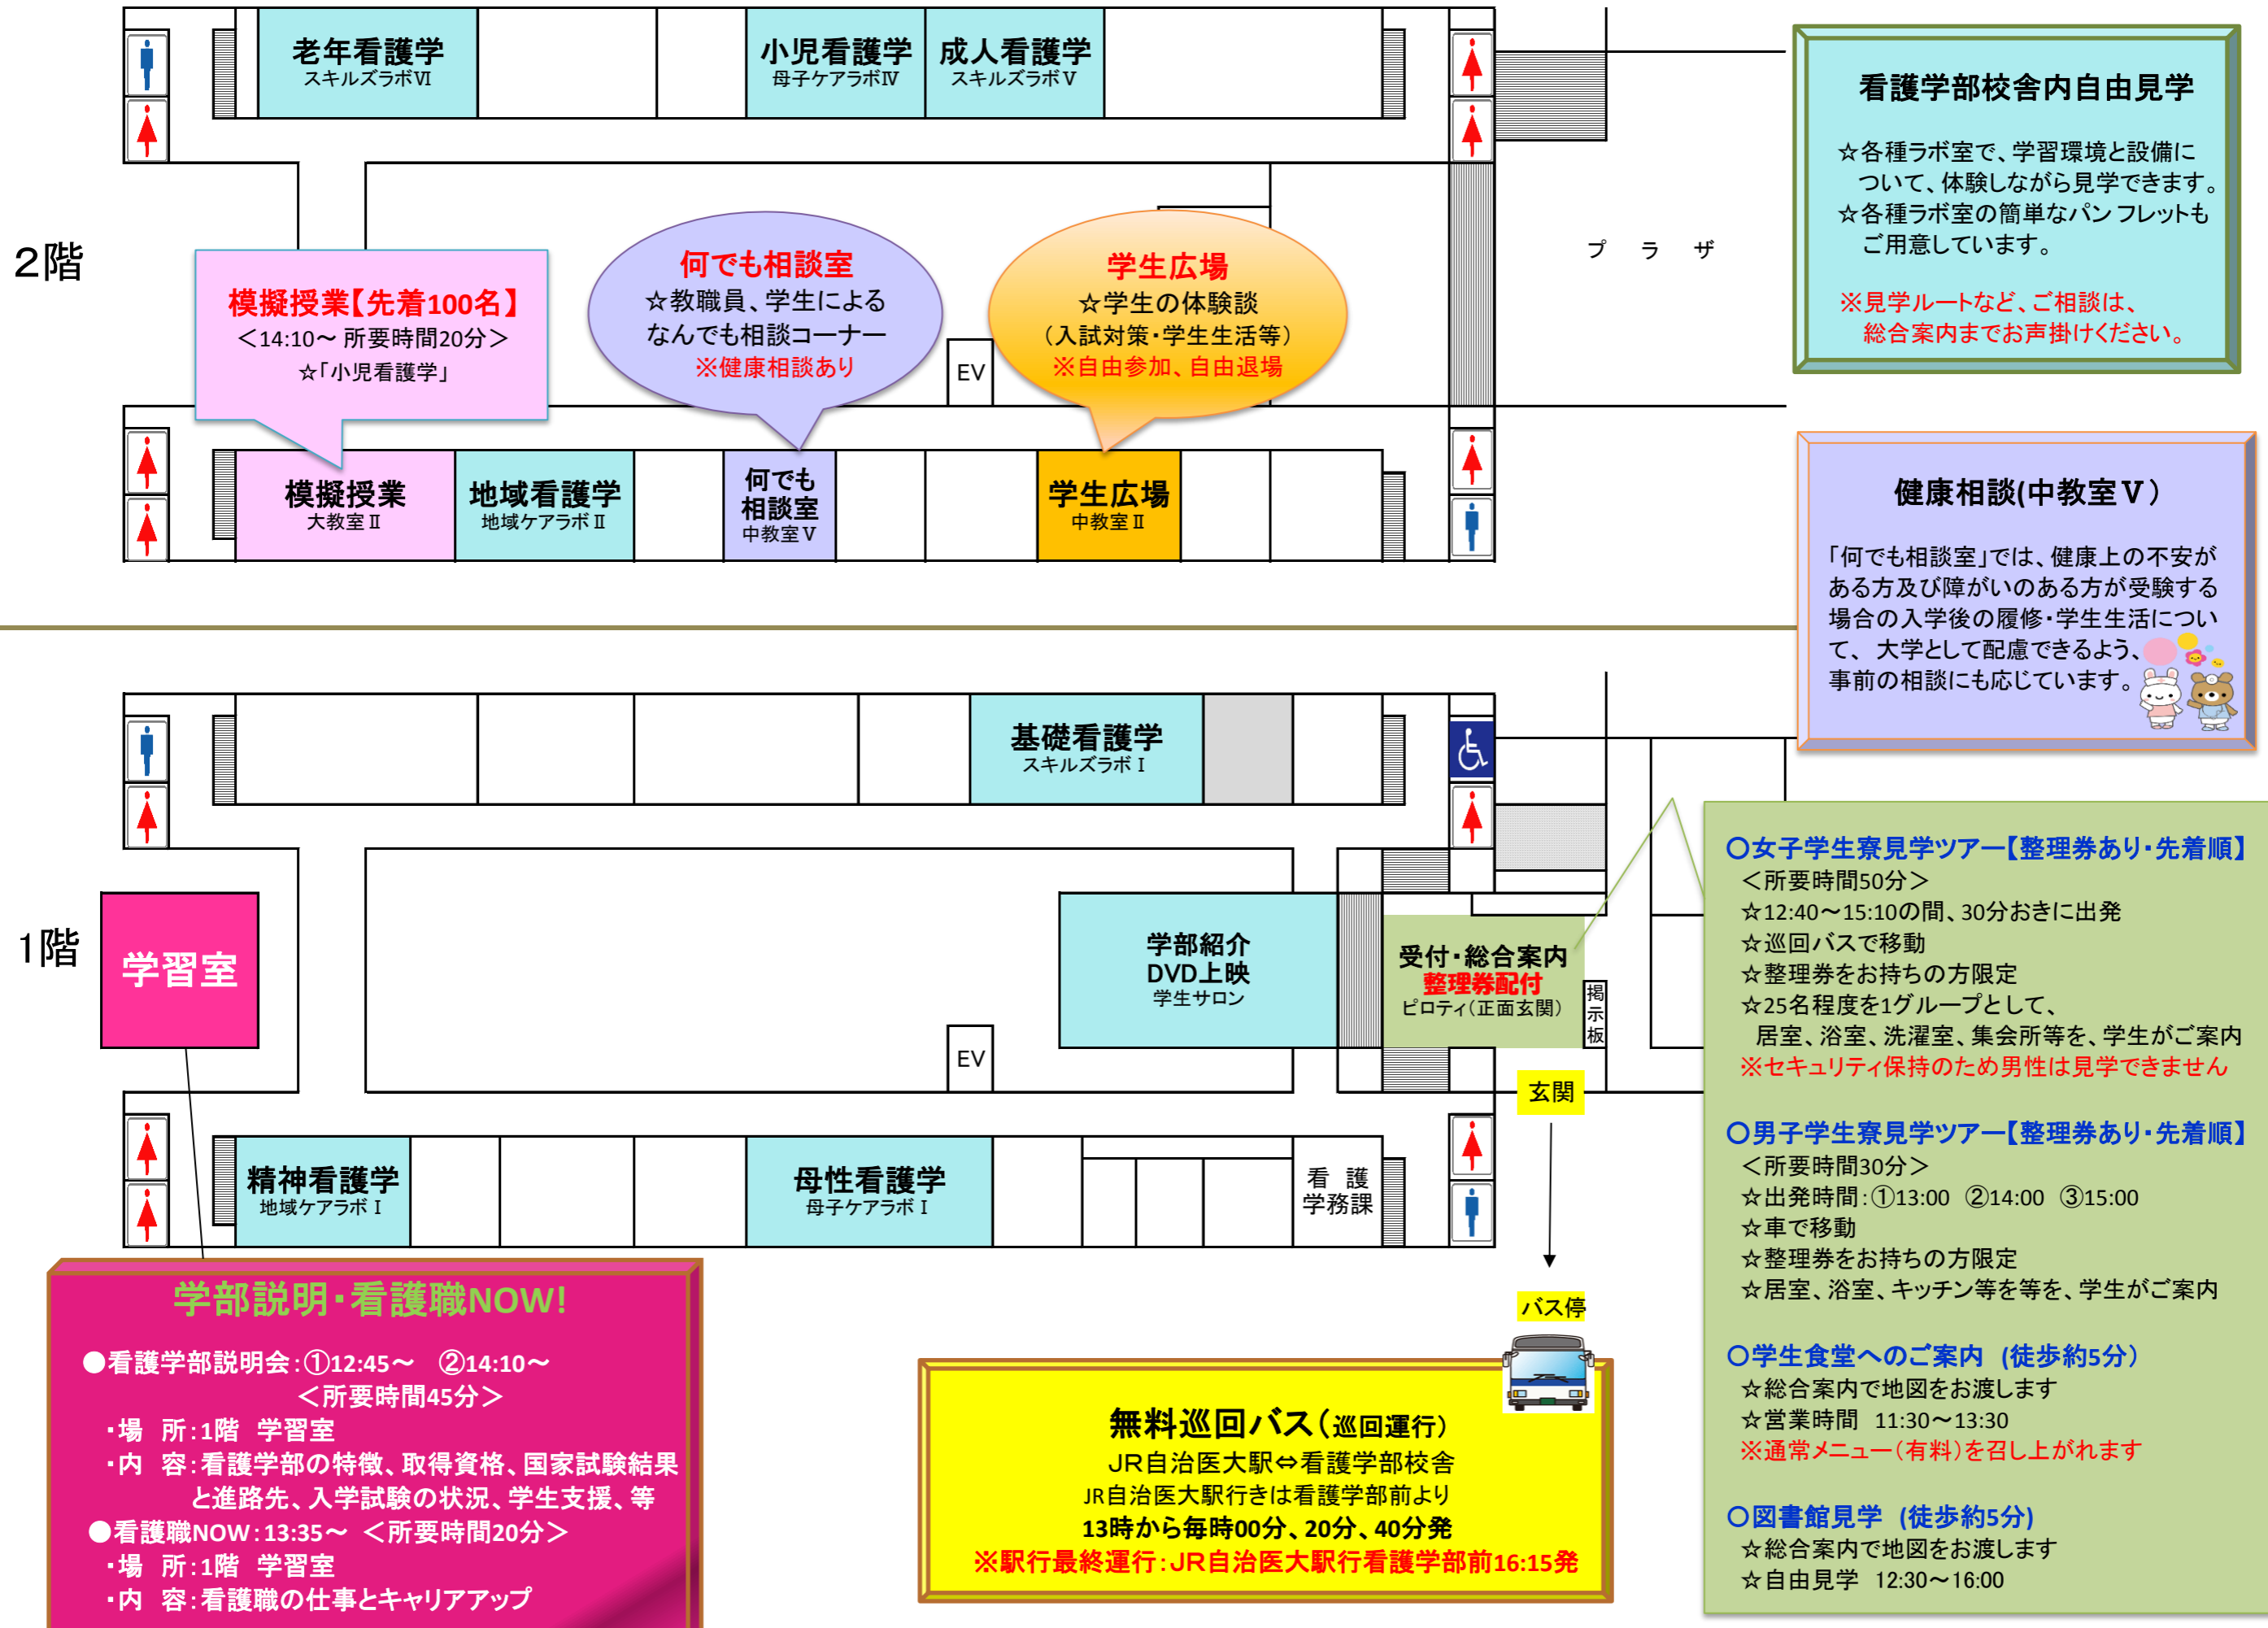 老年看護学
スキルズラボⅥ
小児看護学
母子ケアラボⅣ
成人看護学
スキルズラボⅤ
看護学部校舎内自由見学
☆各種ラボ室で、学習環境と設備に
ついて、体験しながら見学できます。
☆各種ラボ室の簡単なパンフレットも
ご用意しています。
※見学ルートなど、ご相談は、
総合案内までお声掛けください。
2階
プラザ
模擬授業【先着100名】
＜14:10～ 所要時間20分＞
☆「小児看護学」
何でも相談室
☆教職員、学生による
なんでも相談コーナー
※健康相談あり
学生広場
☆学生の体験談
（入試対策・学生生活等）
※自由参加、自由退場
EV
模擬授業
大教室Ⅱ
地域看護学
地域ケアラボⅡ
何でも
相談室
中教室Ⅴ
学生広場
中教室Ⅱ
健康相談(中教室Ⅴ）
「何でも相談室」では、健康上の不安が
ある方及び障がいのある方が受験する
場合の入学後の履修・学生生活につい
て、 大学として配慮できるよう、
事前の相談にも応じています。
基礎看護学
スキルズラボⅠ
1階
学習室
学部紹介
DVD上映
学生サロン
受付・総合案内
整理券配付
ピロティ（正面玄関）
掲示板
EV
玄関
精神看護学
地域ケアラボⅠ
母性看護学
母子ケアラボⅠ
看 護
学務課
バス停
○女子学生寮見学ツアー【整理券あり・先着順】
＜所要時間50分＞
☆12:40～15:10の間、30分おきに出発
☆巡回バスで移動
☆整理券をお持ちの方限定
☆25名程度を1グループとして、
居室、浴室、洗濯室、集会所等を、学生がご案内
※セキュリティ保持のため男性は見学できません
○男子学生寮見学ツアー【整理券あり・先着順】
＜所要時間30分＞
☆出発時間：①13:00 ②14:00 ③15:00
☆車で移動
☆整理券をお持ちの方限定
☆居室、浴室、キッチン等を等を、学生がご案内
○学生食堂へのご案内 (徒歩約5分）
☆総合案内で地図をお渡します
☆営業時間 11:30～13:30
※通常メニュー（有料）を召し上がれます
○図書館見学 (徒歩約5分)
☆総合案内で地図をお渡します
☆自由見学 12:30～16:00
学部説明・看護職NOW!
●看護学部説明会：①12:45～ ②14:10～
＜所要時間45分＞
・場 所：1階 学習室
・内 容：看護学部の特徴、取得資格、国家試験結果
と進路先、入学試験の状況、学生支援、等
●看護職NOW：13:35～ ＜所要時間20分＞
・場 所：1階 学習室
・内 容：看護職の仕事とキャリアアップ
無料巡回バス（巡回運行）
ＪＲ自治医大駅⇔看護学部校舎
JR自治医大駅行きは看護学部前より
13時から毎時00分、20分、40分発
※駅行最終運行：ＪＲ自治医大駅行看護学部前16:15発